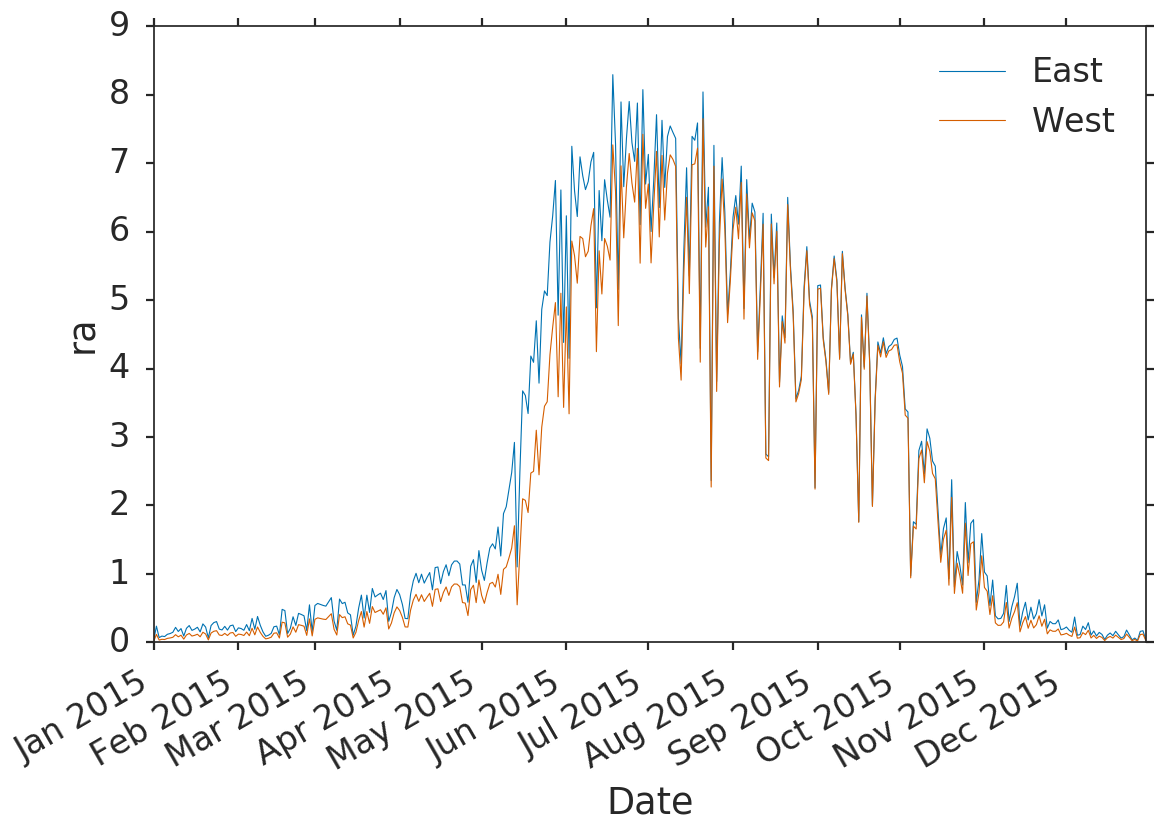 9
8
7
6
5
4
3
2
1
0
ra
East
West
Jan 2015
Feb 2015
Mar 2015
Apr 2015
May 2015
Jun 2015
Jul 2015
Aug 2015
Sep 2015
Oct 2015
Nov 2015
Dec 2015
Date